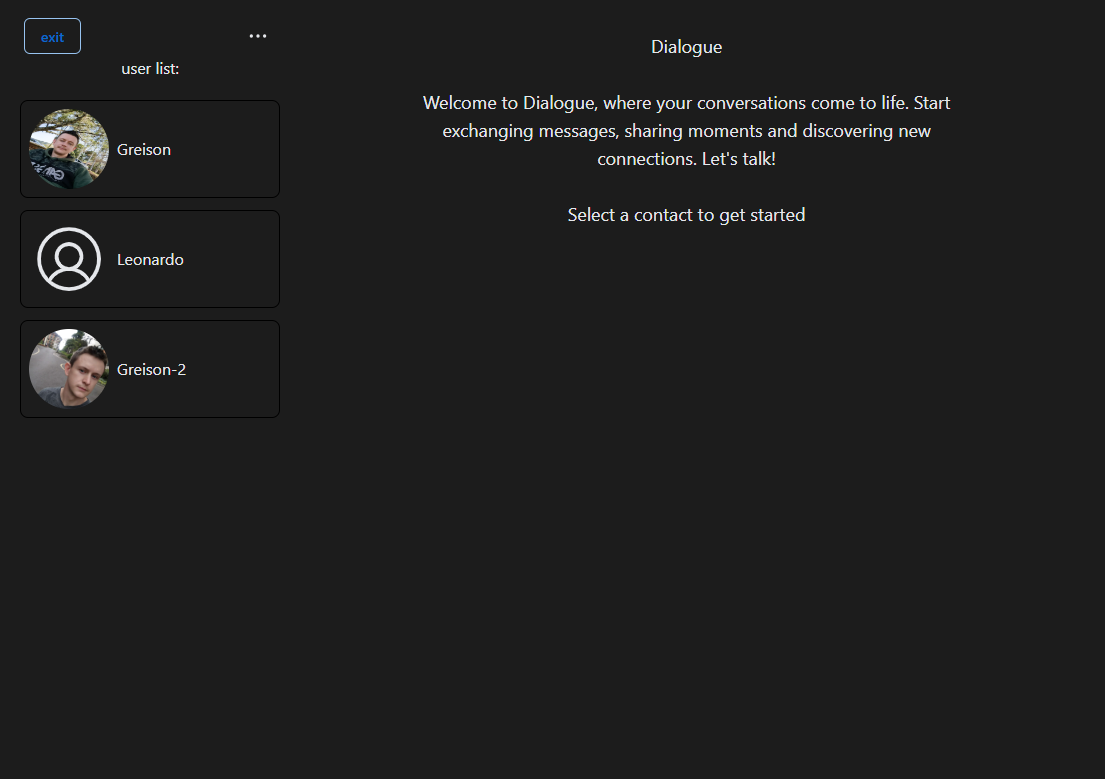 exit
...
user list:
Greison
Leonardo
Greison-2
Dialogue
Welcome to Dialogue, where your conversations come to life. Start
exchanging messages, sharing moments and discovering new
connections. Let's talk!
Select a contact to get started